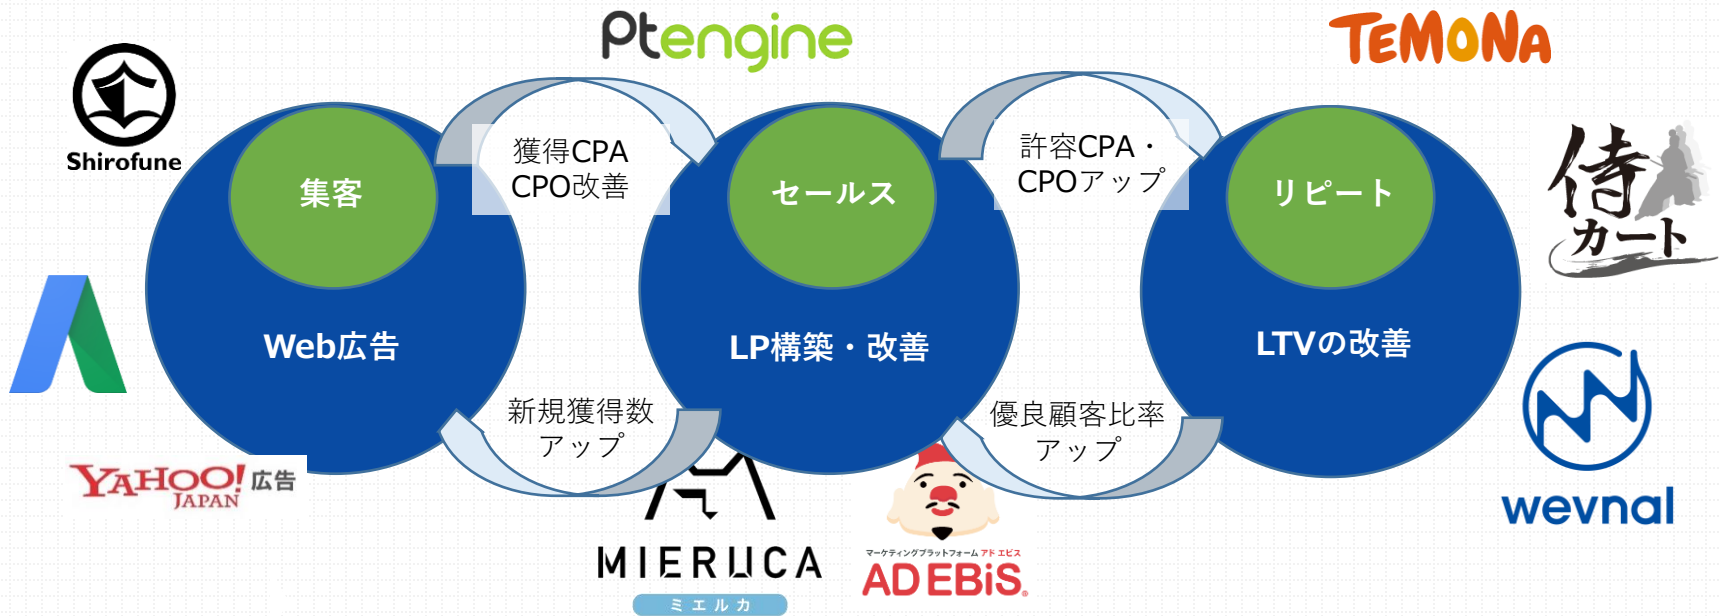 Ptengine
TEMONA
Shirofune
獲得CPA
CPO改善
許容CPA・
CPOアップ
集客
セールス
リピート
侍
カート
Web広告
LP構築・改善
LTVの改善
新規獲得数
アップ
優良顧客比率
アップ
YAHOO!広告
JAPAN
wevnal
MIERUCA
ミエルカ
マーケティングプラットフォーム アド エビス
AD EBiS®